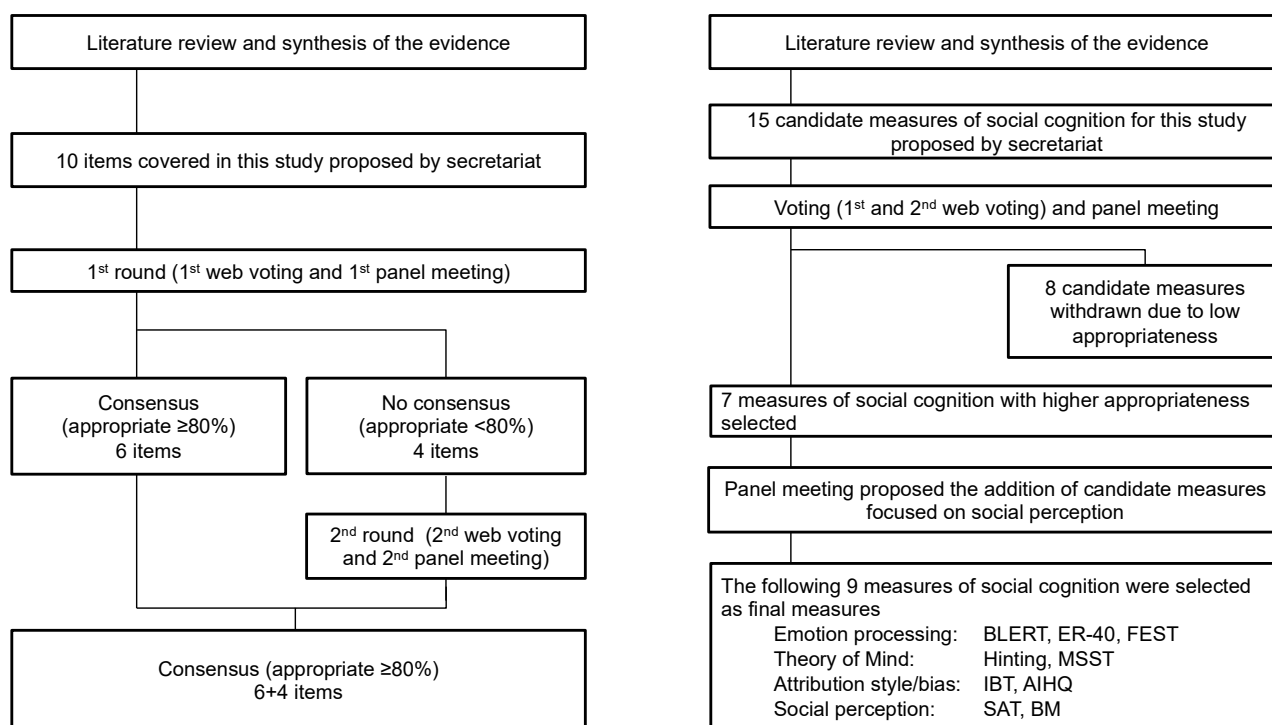 Literature review and synthesis of the evidence
10 items covered in this study proposed by secretariat
1st round (1st web voting and 1st panel meeting)
Consensus
(appropriate ≥80%)
6 items
No consensus
(appropriate <80%)
4 items
2nd round (2nd web voting
and 2nd panel meeting)
Consensus (appropriate ≥80%)
6+4 items
Literature review and synthesis of the evidence
15 candidate measures of social cognition for this study
proposed by secretariat
Voting (1st and 2nd web voting) and panel meeting
8 candidate measures
withdrawn due to low
appropriateness
7 measures of social cognition with higher appropriateness
selected
Panel meeting proposed the addition of candidate measures
focused on social perception
The following 9 measures of social cognition were selected
as final measures
Emotion processing: BLERT, ER-40, FEST
Theory of Mind: Hinting, MSST
Attribution style/bias: IBT, AIHQ
Social perception: SAT, BM